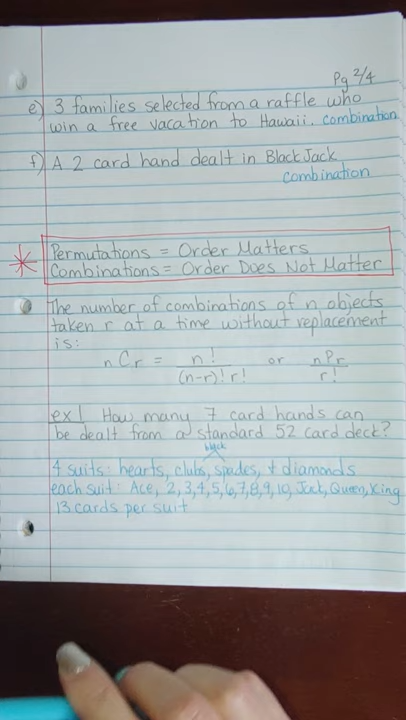 Pg 2/4
e) 3 families selected from a raffle who
win a free vacation to Hawaii. combination
f) A 2 card hand dealt in BlackJack
combination
Permutations = Order Matters
Combinations = Order Does Not Matter
The number of combinations of n objects
taken r at a time without replacement
is:
nCr = n! / (n-r)! r! or nPr / r!
ex 1 How many 7 card hands can
be dealt from a standard 52 card deck?
black
4 suits: hearts, clubs, spades, + diamonds
each suit: Ace, 2,3,4,5,6,7,8,9,10, Jack, Queen, King
13 cards per suit